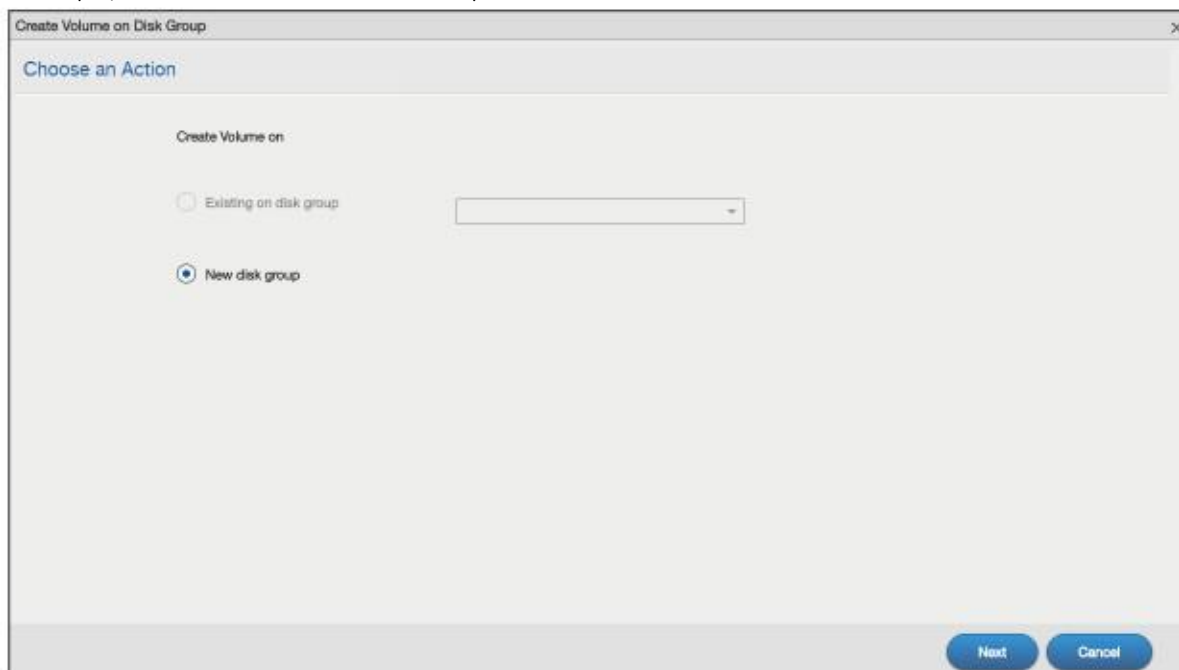 Create Volume on Disk Group
Choose an Action
Create Volume on
Existing on disk group
New disk group
Next Cancel